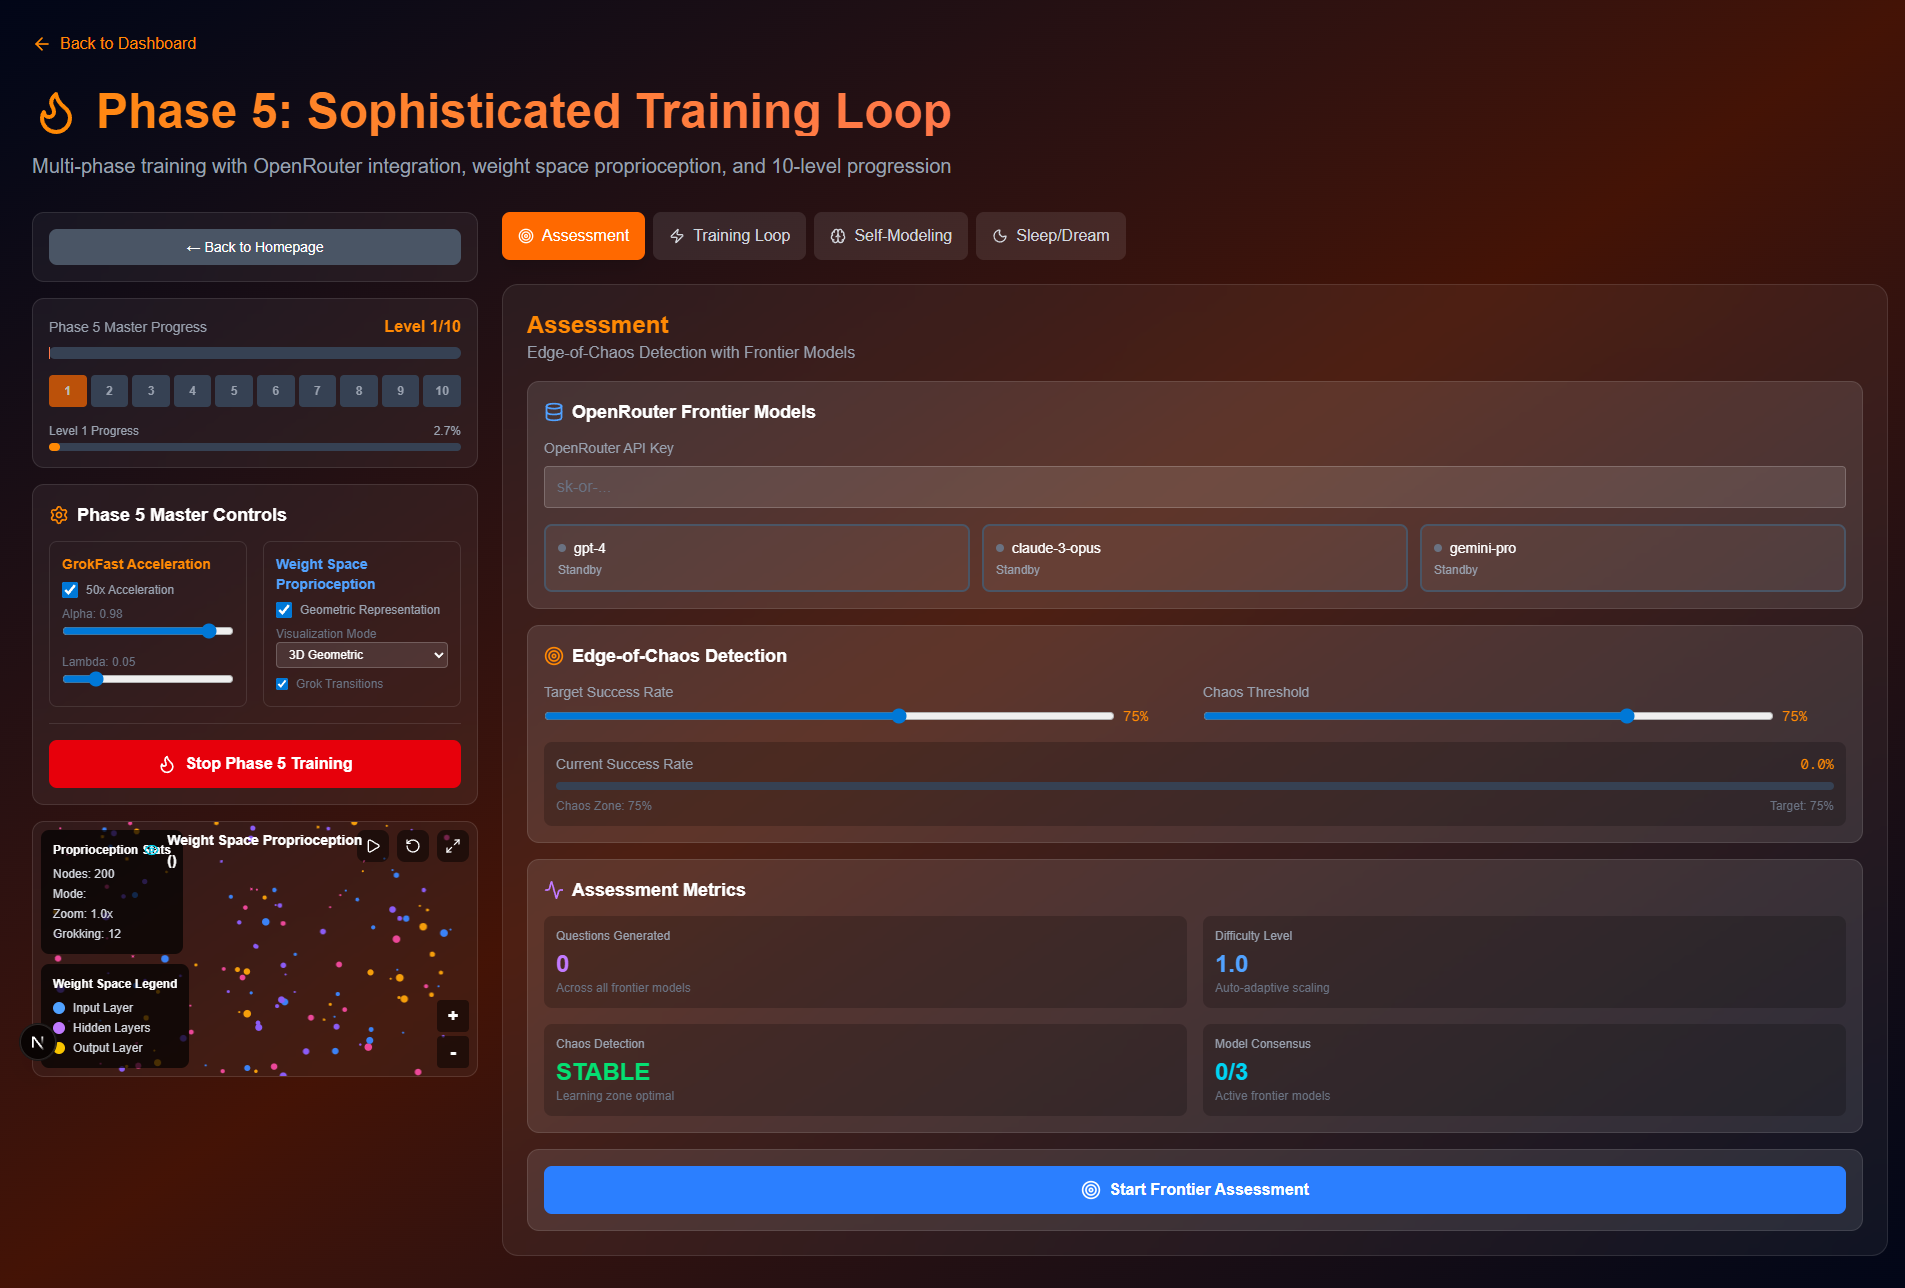 Back to Dashboard
Phase 5: Sophisticated Training Loop
Multi-phase training with OpenRouter integration, weight space proprioception, and 10-level progression
← Back to Homepage
Phase 5 Master Progress
Level 1/10
1 2 3 4 5 6 7 8 9 10
Level 1 Progress
2.7%
Phase 5 Master Controls
GrokFast Acceleration
50x Acceleration
Alpha: 0.98
Lambda: 0.05
Weight Space
Proprioception
Geometric Representation
Visualization Mode
3D Geometric
Grok Transitions
Stop Phase 5 Training
Weight Space Proprioception
()
Proprioception Stats
Nodes: 200
Mode:
Zoom: 1.0x
Grokking: 12
Weight Space Legend
Input Layer
Hidden Layers
Output Layer
N
+
-
Assessment
Training Loop
Self-Modeling
Sleep/Dream
Assessment
Edge-of-Chaos Detection with Frontier Models
OpenRouter Frontier Models
OpenRouter API Key
sk-or-...
gpt-4
Standby
claude-3-opus
Standby
gemini-pro
Standby
Edge-of-Chaos Detection
Target Success Rate
75%
Chaos Threshold
75%
Current Success Rate
0.0%
Chaos Zone: 75%
Target: 75%
Assessment Metrics
Questions Generated
0
Across all frontier models
Difficulty Level
1.0
Auto-adaptive scaling
Chaos Detection
STABLE
Learning zone optimal
Model Consensus
0/3
Active frontier models
Start Frontier Assessment